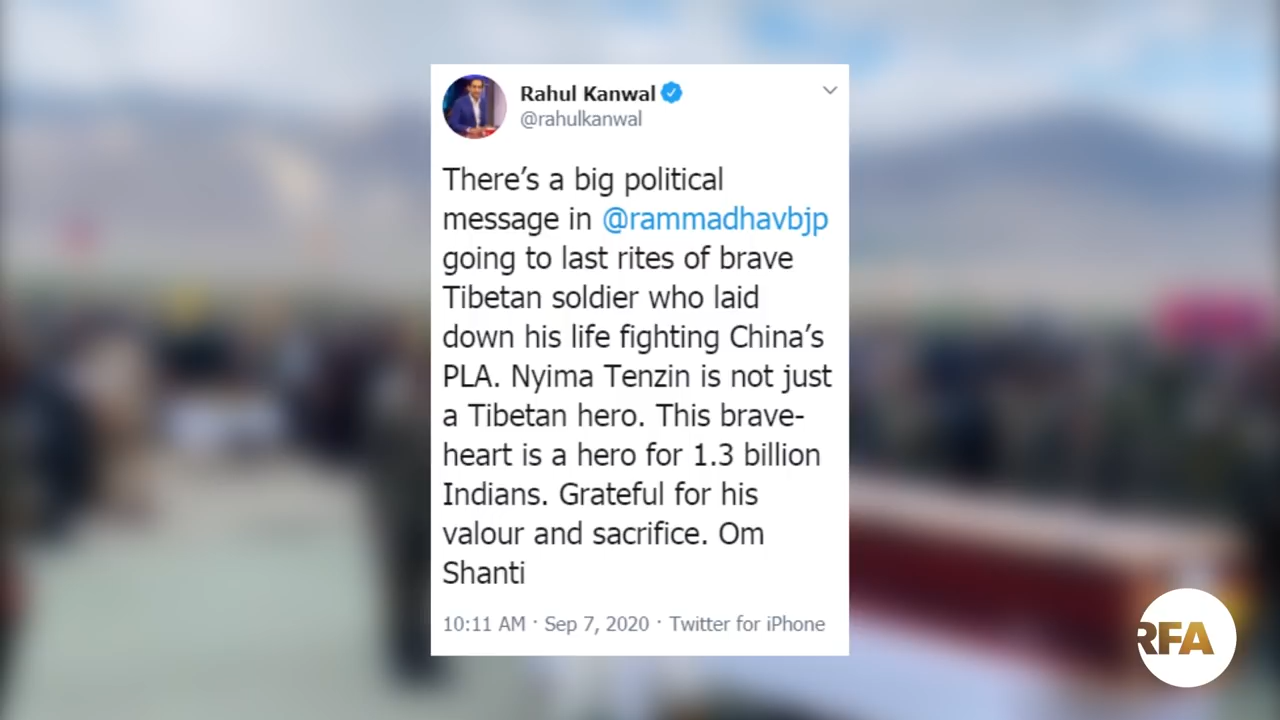 Rahul Kanwal
@rahulkanwal
There's a big political
message in @rammadhavbjp
going to last rites of brave
Tibetan soldier who laid
down his life fighting China's
PLA. Nyima Tenzin is not just
a Tibetan hero. This brave-
heart is a hero for 1.3 billion
Indians. Grateful for his
valour and sacrifice. Om
Shanti
10:11 AM · Sep 7, 2020 · Twitter for iPhone
RFA